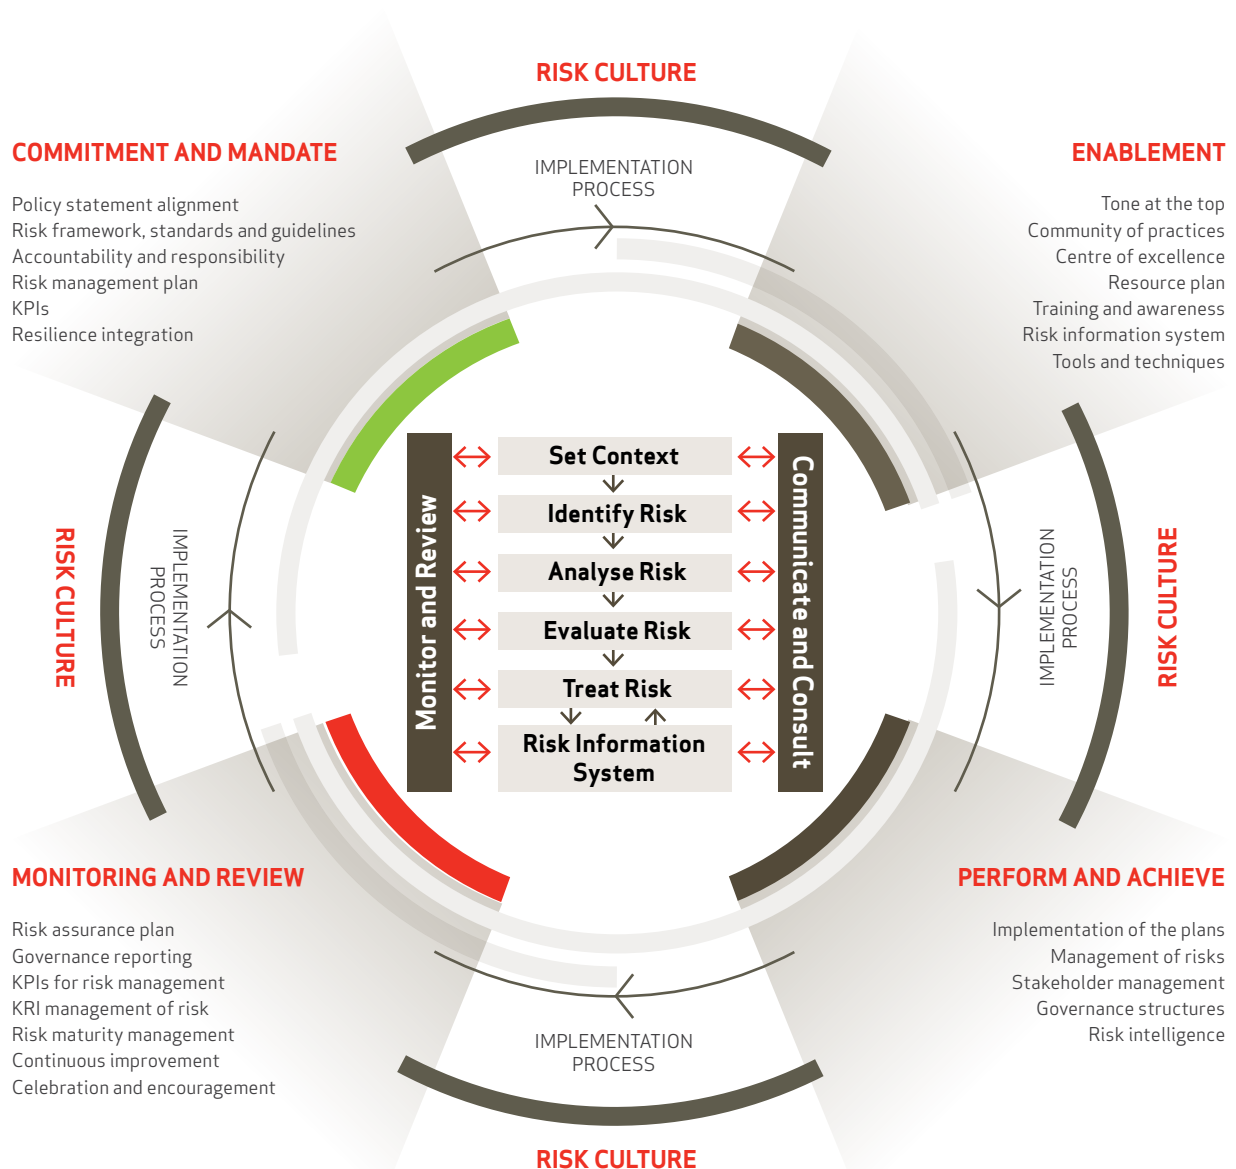 RISK CULTURE
IMPLEMENTATION
PROCESS
COMMITMENT AND MANDATE
Policy statement alignment
Risk framework, standards and guidelines
Accountability and responsibility
Risk management plan
KPIs
Resilience integration
ENABLEMENT
Tone at the top
Community of practices
Centre of excellence
Resource plan
Training and awareness
Risk information system
Tools and techniques
RISK CULTURE
IMPLEMENTATION
PROCESS
Monitor and Review
Set Context
Identify Risk
Analyse Risk
Evaluate Risk
Treat Risk
Risk Information
System
Communicate and Consult
IMPLEMENTATION
PROCESS
RISK CULTURE
MONITORING AND REVIEW
Risk assurance plan
Governance reporting
KPIs for risk management
KRI management of risk
Risk maturity management
Continuous improvement
Celebration and encouragement
PERFORM AND ACHIEVE
Implementation of the plans
Management of risks
Stakeholder management
Governance structures
Risk intelligence
IMPLEMENTATION
PROCESS
RISK CULTURE